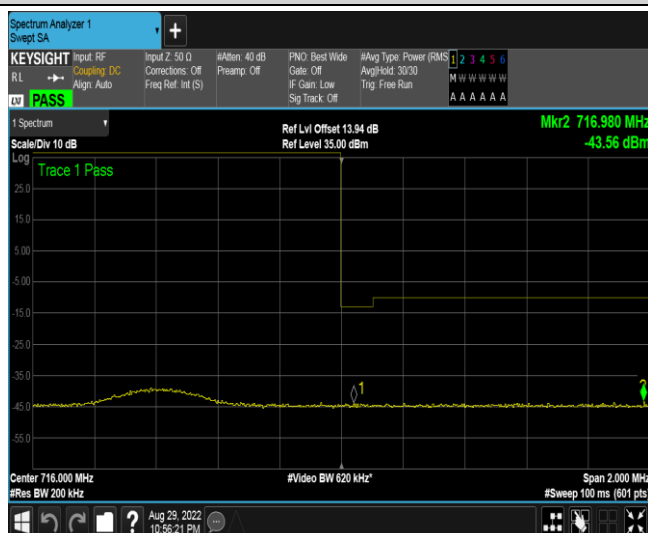 Spectrum Analyzer 1
Swept SA
KEYSIGHT
RL
PASS
Input: RF
Coupling: DC
Align: Auto
Input Z: 50 Ω
Corrections: Off
Freq Ref: Int (S)
#Atten: 40 dB
Preamp: Off
PNO: Best Wide
Gate: Off
IF Gain: Low
Sig Track: Off
#Avg Type: Power (RMS
Avg|Hold: 30/30
Trig: Free Run
1 2 3 4 5 6
M W W W W W
A A A A A A
1 Spectrum
Scale/Div 10 dB
Ref Lvl Offset 13.94 dB
Ref Level 35.00 dBm
Mkr2 716.980 MHz
-43.56 dBm
Log
Trace 1 Pass
25.0
15.0
5.00
-5.00
-15.0
-25.0
-35.0
-45.0
-55.0
1
2
Center 716.000 MHz
#Res BW 200 kHz
#Video BW 620 kHz*
Span 2.000 MHz
#Sweep 100 ms (601 pts)
?
Aug 29, 2022
10:56:21 PM